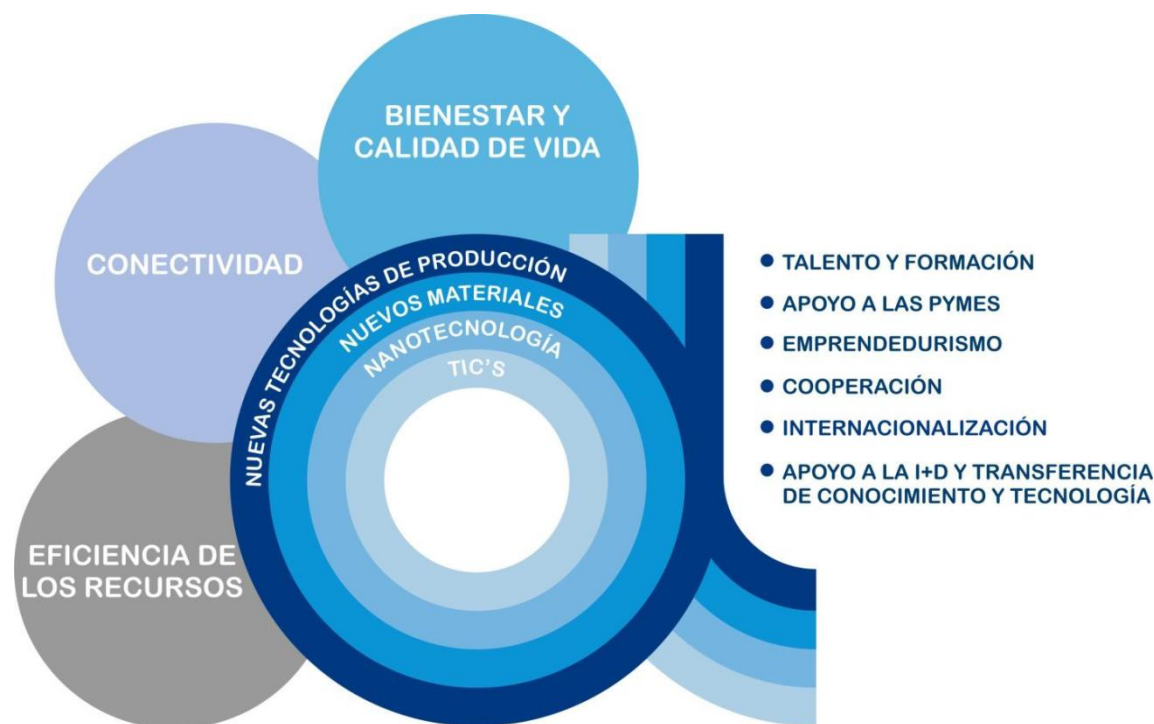 BIENESTAR Y
CALIDAD DE VIDA
CONECTIVIDAD
EFICIENCIA DE
LOS RECURSOS
NUEVAS TECNOLOGÍAS DE PRODUCCIÓN
NUEVOS MATERIALES
NANOTECNOLOGÍA
TIC'S
• TALENTO Y FORMACIÓN
• APOYO A LAS PYMES
• EMPRENDEDURISMO
• COOPERACIÓN
• INTERNACIONALIZACIÓN
• APOYO A LA I+D Y TRANSFERENCIA
DE CONOCIMIENTO Y TECNOLOGÍA